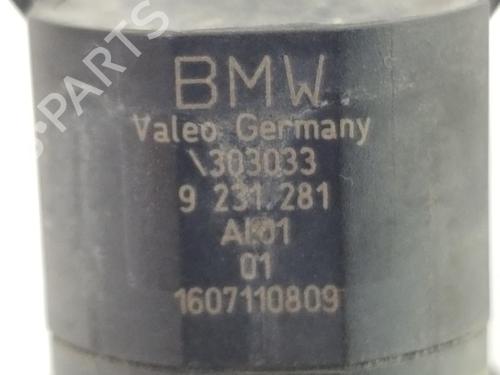 BMW
Valeo Germany
\303033
9 231 281
AI01
01
1607110809
B-PARTS